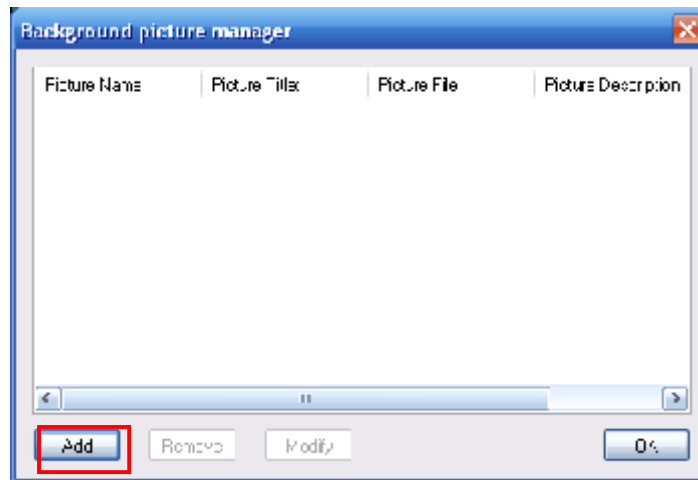 Background picture manager
Picture Name Picture Title Picture File Picture Description
Add Remove Modify OK